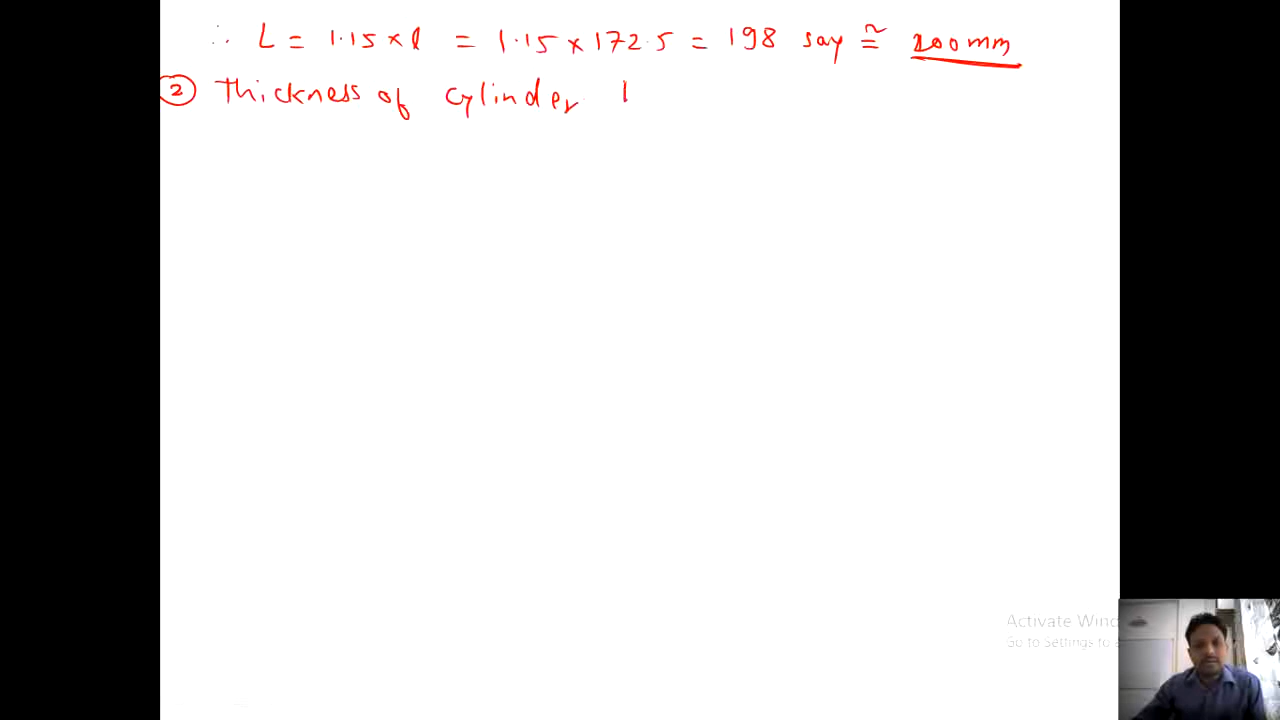 ∴ L = 1.15 × l = 1.15 × 172.5 = 198 say ≅ 200mm
② Thickness of cylinder
Activate Wind
Go to Settings to